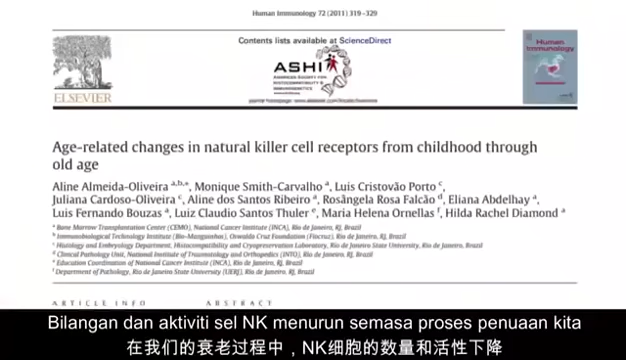 Human Immunology 72 (2011) 319–329
Contents lists available at ScienceDirect
Human
Immunology
ASHI
ELSEVIER
Age-related changes in natural killer cell receptors from childhood through
old age
Aline Almeida-Oliveira a,b,*, Monique Smith-Carvalho a, Luis Cristovão Porto c,
Juliana Cardoso-Oliveira c, Aline dos Santos Ribeiro a, Rosângela Rosa Falcão d, Eliana Abdelhay a,
Luis Fernando Bouzas a, Luiz Claudio Santos Thuler e, Maria Helena Ornellas f, Hilda Rachel Diamond a
a Bone Marrow Transplantation Center (CEMO), National Cancer Institute (INCA), Rio de Janeiro, RJ, Brazil
b Immunobiological Technology Institute (Bio-Manguinhos), Oswaldo Cruz Foundation (Fiocruz), Rio de Janeiro, RJ, Brazil
c Histology and Embryology Department, Histocompatibility and Cryopreservation Laboratory, Rio de Janeiro State University, Rio de Janeiro, RJ, Brazil
d Clinical Pathology Unit, National Institute of Traumatology and Orthopedics (INTO), Rio de Janeiro, RJ, Brazil
e Education Coordination of National Cancer Institute (INCA), Rio de Janeiro, RJ, Brazil
f Department of Pathology, Rio de Janeiro State University (UERJ), Rio de Janeiro, RJ, Brazil
ARTICLE INFO
ABSTRACT
Bilangan dan aktiviti sel NK menurun semasa proses penuaan kita
在我们的衰老过程中，NK细胞的数量和活性下降